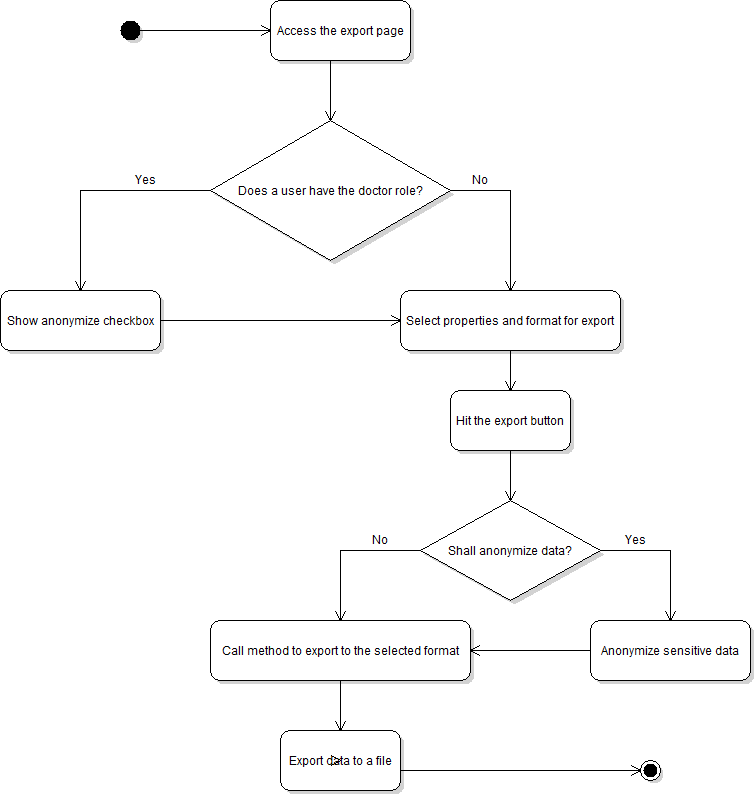 Access the export page
Does a user have the doctor role?
Yes
No
Show anonymize checkbox
Select properties and format for export
Hit the export button
Shall anonymize data?
No
Yes
Call method to export to the selected format
Anonymize sensitive data
Export data to a file